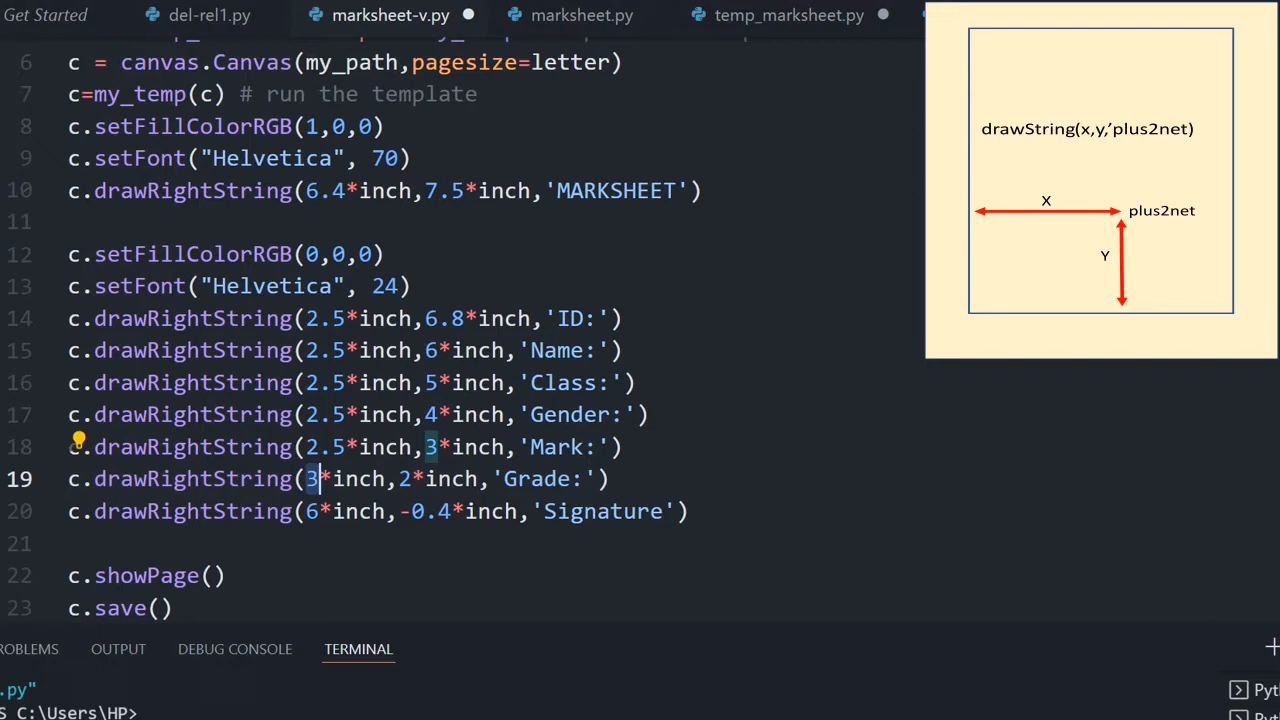 Get Started del-rel1.py marksheet-v.py marksheet.py temp_marksheet.py
6 c = canvas.Canvas(my_path,pagesize=letter)
7 c=my_temp(c) # run the template
8 c.setFillColorRGB(1,0,0)
9 c.setFont("Helvetica", 70)
10 c.drawRightString(6.4*inch,7.5*inch,'MARKSHEET')
11
12 c.setFillColorRGB(0,0,0)
13 c.setFont("Helvetica", 24)
14 c.drawRightString(2.5*inch,6.8*inch,'ID:')
15 c.drawRightString(2.5*inch,6*inch,'Name:')
16 c.drawRightString(2.5*inch,5*inch,'Class:')
17 c.drawRightString(2.5*inch,4*inch,'Gender:')
18 c.drawRightString(2.5*inch,3*inch,'Mark:')
19 c.drawRightString(3*inch,2*inch,'Grade:')
20 c.drawRightString(6*inch,-0.4*inch,'Signature')
21
22 c.showPage()
23 c.save()
drawString(x,y,’plus2net)
X
plus2net
Y
ROBLEMS OUTPUT DEBUG CONSOLE TERMINAL
.py"
S C:\Users\HP>
Pyt